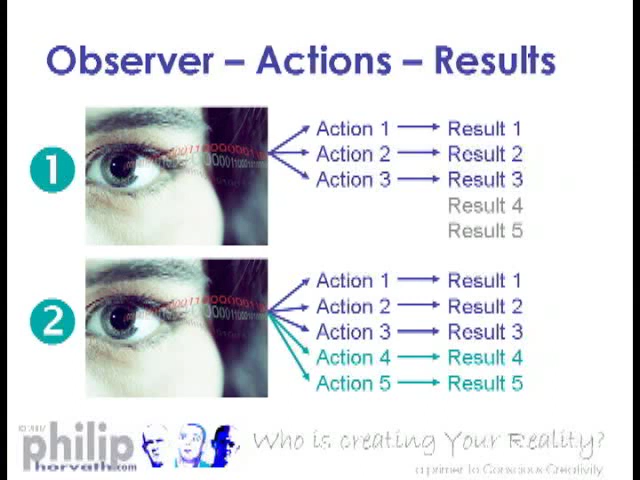 Observer – Actions – Results
1
Action 1 Result 1
Action 2 Result 2
Action 3 Result 3
Result 4
Result 5
2
Action 1 Result 1
Action 2 Result 2
Action 3 Result 3
Action 4 Result 4
Action 5 Result 5
philip
horvath.com
Who is creating Your Reality?
a primer to Conscious Creativity